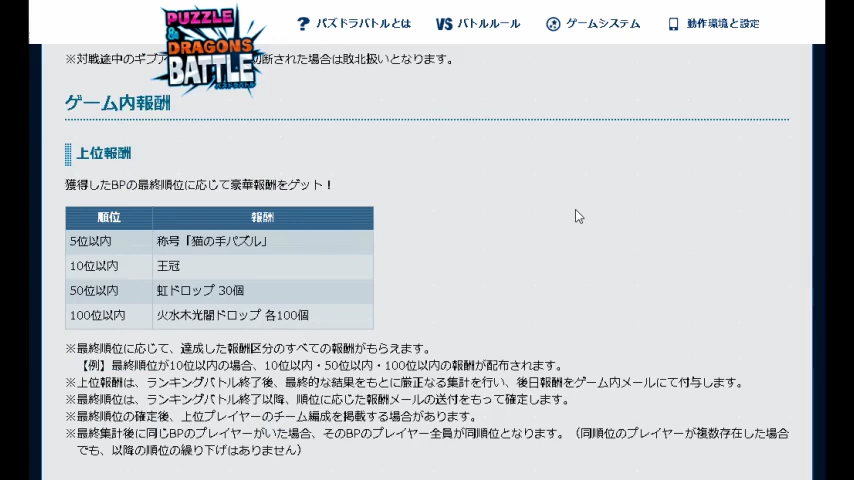 PUZZLE & DRAGONS BATTLE
? パズドラバトルとは
VS バトルルール
ゲームシステム
動作環境と設定
※対戦途中のギブア
切断された場合は敗北扱いとなります。
ゲーム内報酬
上位報酬
獲得したBPの最終順位に応じて豪華報酬をゲット！
順位 報酬
5位以内 称号「猫の手パズル」
10位以内 王冠
50位以内 虹ドロップ 30個
100位以内 火水木光闇ドロップ 各100個
※最終順位に応じて、達成した報酬区分のすべての報酬がもらえます。
【例】最終順位が10位以内の場合、10位以内・50位以内・100位以内の報酬が配布されます。
※上位報酬は、ランキングバトル終了後、最終的な結果をもとに厳正なる集計を行い、後日報酬をゲーム内メールにて付与します。
※最終順位は、ランキングバトル終了以降、順位に応じた報酬メールの送付をもって確定します。
※最終順位の確定後、上位プレイヤーのチーム編成を掲載する場合があります。
※最終集計後に同じBPのプレイヤーがいた場合、そのBPのプレイヤー全員が同順位となります。（同順位のプレイヤーが複数存在した場合
でも、以降の順位の繰り下げはありません）